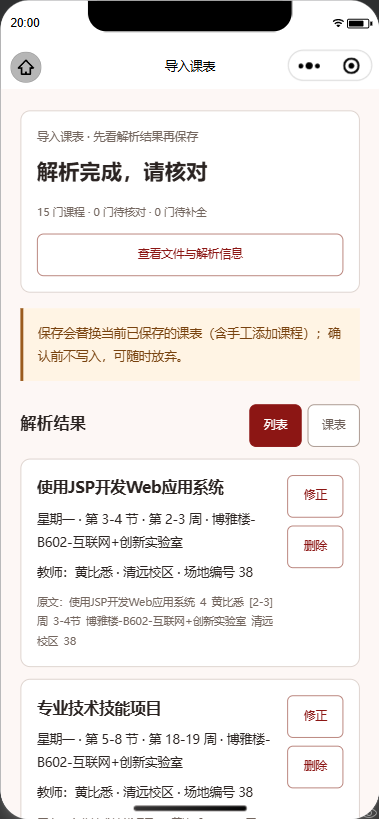 20:00
导入课表
导入课表 · 先看解析结果再保存
解析完成，请核对
15 门课程 · 0 门待核对 · 0 门待补全
查看文件与解析信息
保存会替换当前已保存的课表（含手工添加课程）；确
认前不写入，可随时放弃。
解析结果
列表
课表
使用JSP开发Web应用系统
修正
星期一 · 第 3-4 节 · 第 2-3 周 · 博雅楼-
B602-互联网+创新实验室
删除
教师：黄比悉 · 清远校区 · 场地编号 38
原文：使用JSP开发Web应用系统 4 黄比悉 [2-3]
周 3-4节 博雅楼-B602-互联网+创新实验室 清远
校区 38
专业技术技能项目
修正
星期一 · 第 5-8 节 · 第 18-19 周 · 博雅楼-
B602-互联网+创新实验室
删除
教师：黄比悉 · 清远校区 · 场地编号 38